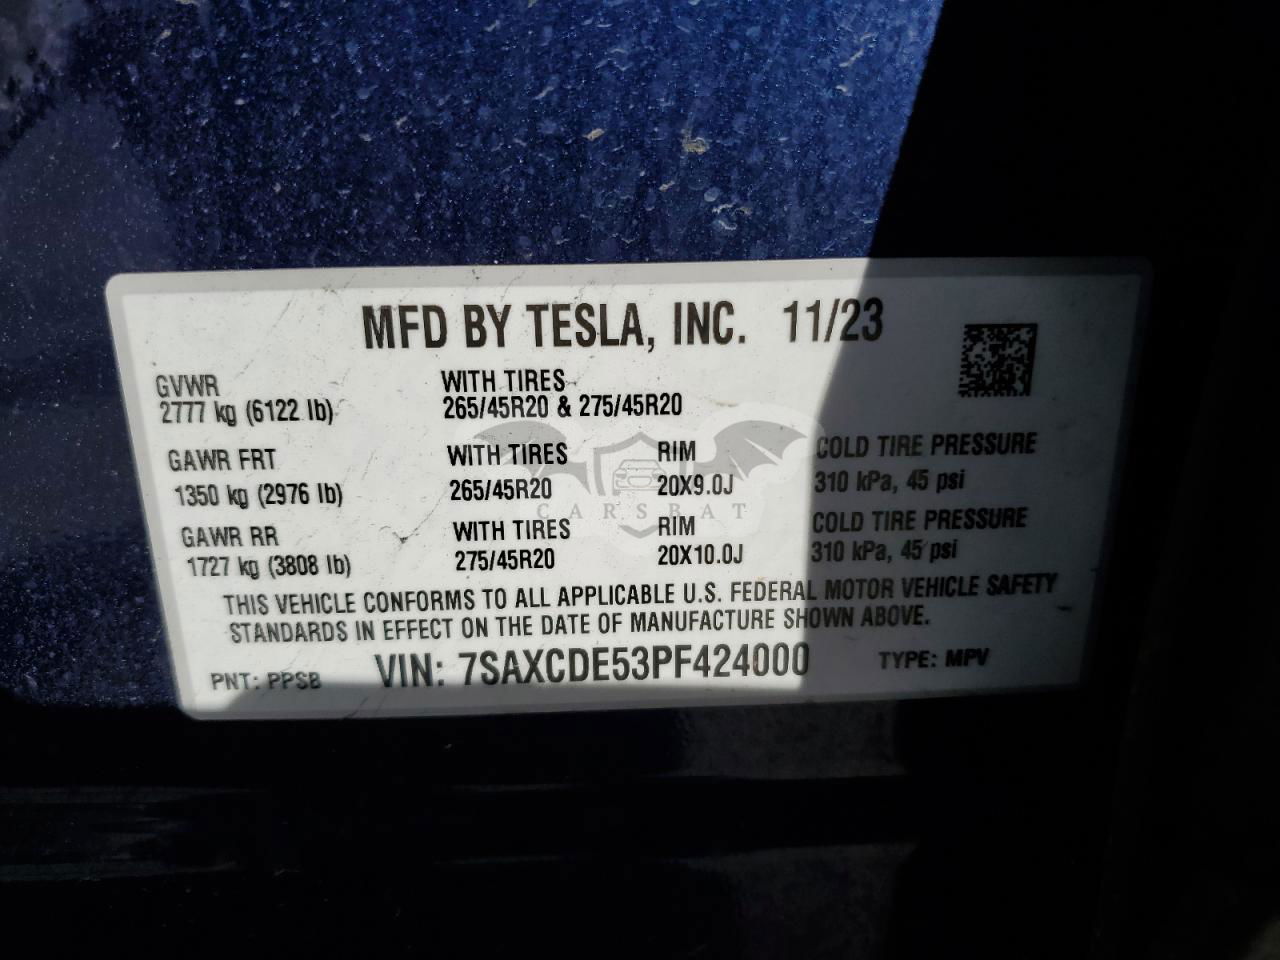 MFD BY TESLA, INC. 11/23
GVWR WITH TIRES
2777 kg (6122 lb) 265/45R20 & 275/45R20
GAWR FRT WITH TIRES RIM COLD TIRE PRESSURE
1350 kg (2976 lb) 265/45R20 20X9.0J 310 kPa, 45 psi
CARSBAT
GAWR RR WITH TIRES RIM COLD TIRE PRESSURE
1727 kg (3808 lb) 275/45R20 20X10.0J 310 kPa, 45 psi
THIS VEHICLE CONFORMS TO ALL APPLICABLE U.S. FEDERAL MOTOR VEHICLE SAFETY
STANDARDS IN EFFECT ON THE DATE OF MANUFACTURE SHOWN ABOVE.
PNT: PPSB VIN: 7SAXCDE53PF424000 TYPE: MPV